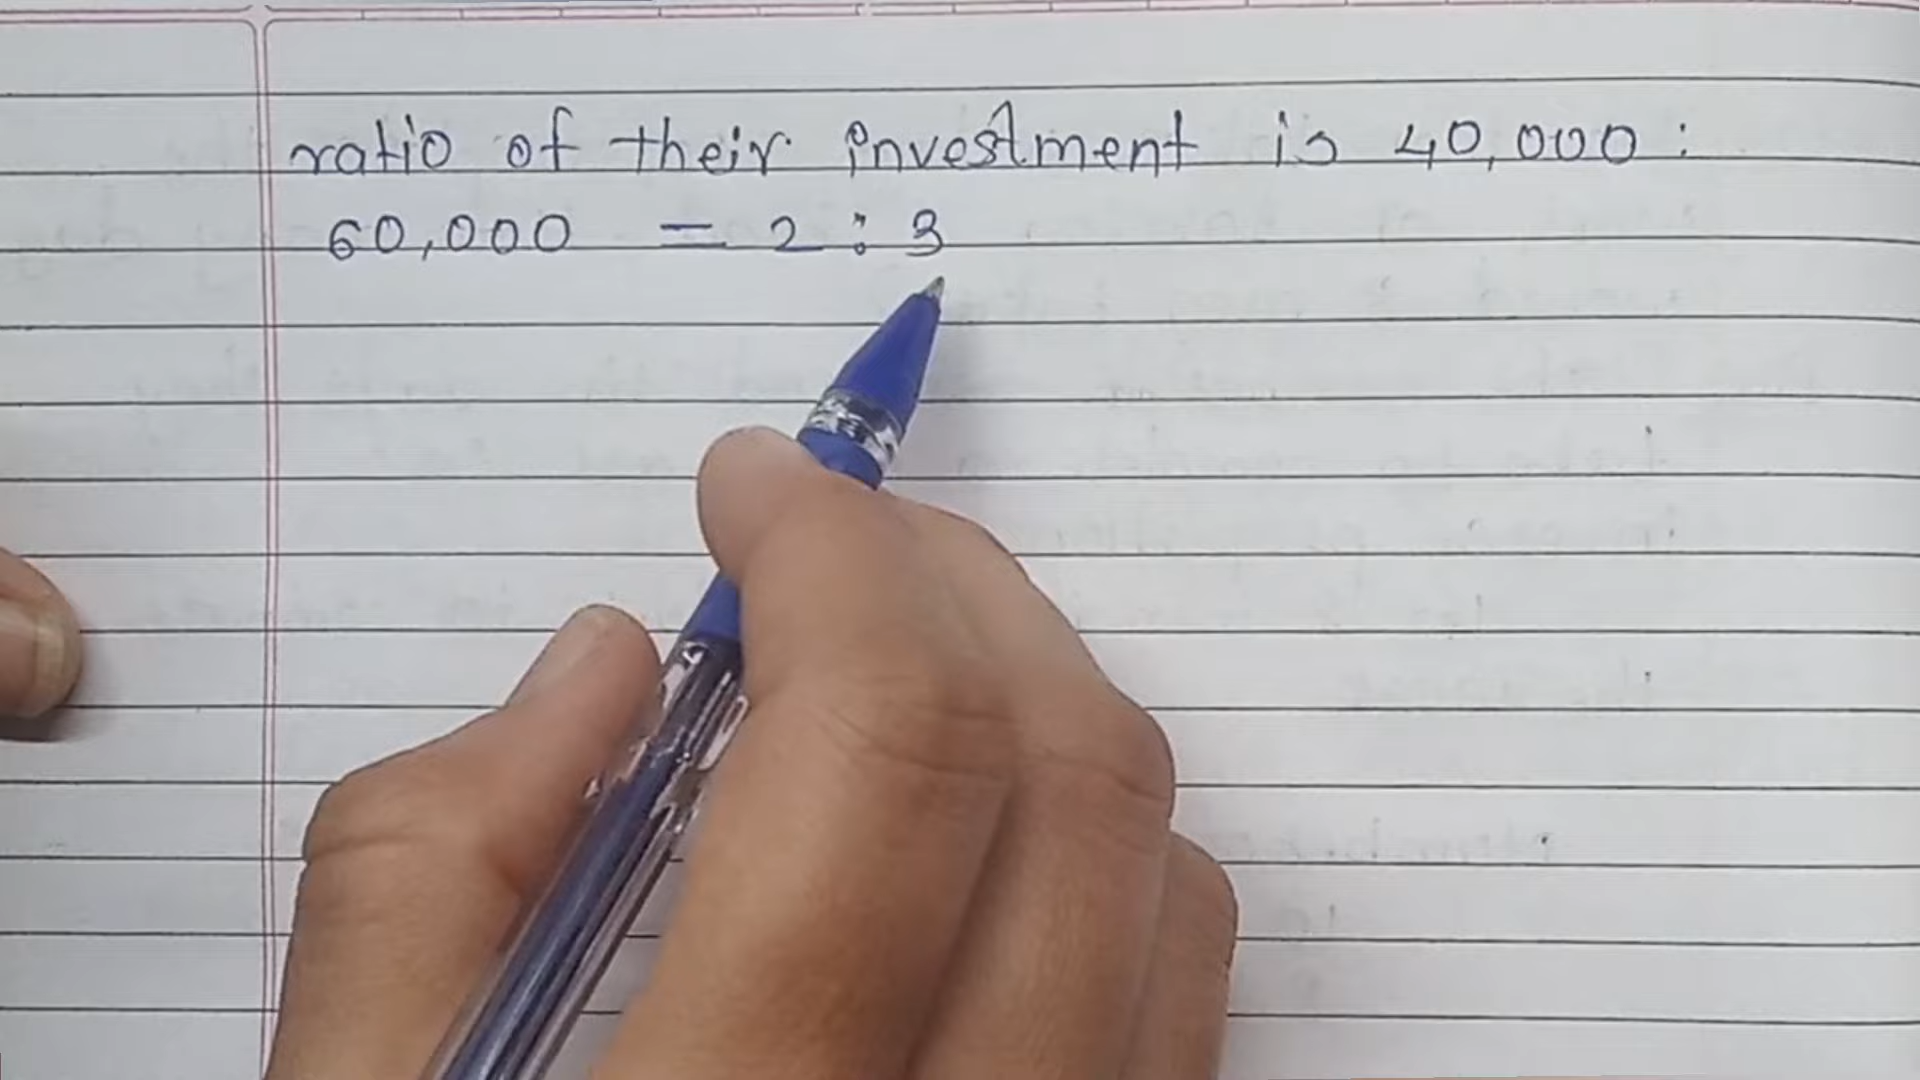 ratio of their investment is 40,000 :
60,000 = 2 : 3